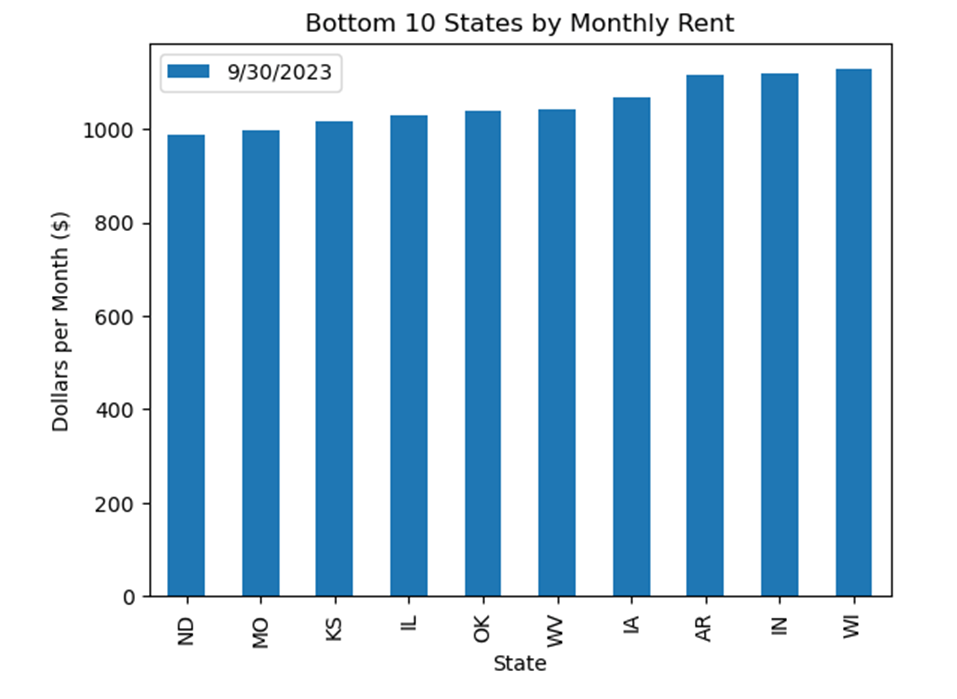 Bottom 10 States by Monthly Rent
9/30/2023
Dollars per Month ($)
1000
800
600
400
200
0
ND MO KS IL OK WV IA AR IN WI
State